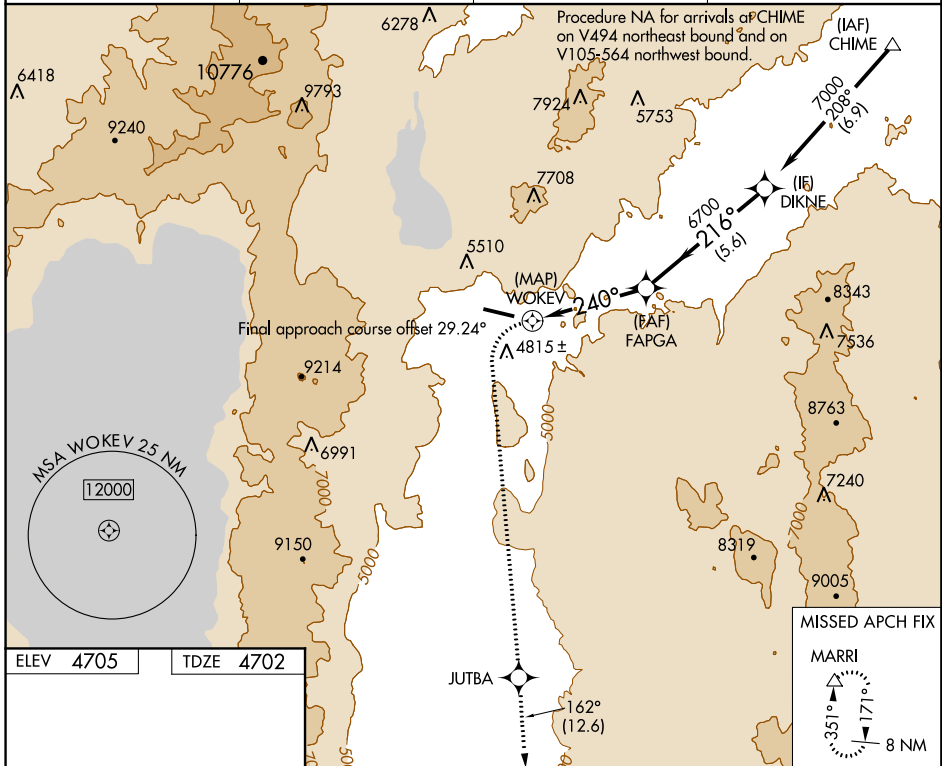 6278
Procedure NA for arrivals at CHIME
on V494 northeast bound and on
V105-564 northwest bound.
(IAF)
CHIME
6418
10776
9793
7924
5753
7000
208°
(6.9)
9240
7708
(IF)
DIKNE
6700
216°
(5.6)
5510
(MAP)
WOKEV
240°
8343
Final approach course offset 29.24°
(FAF)
FAPGA
4815 ±
7536
9214
8763
5000
6991
MSA WOKEV 25 NM
7000
12000
7240
7000
9150
5000
8319
9005
MISSED APCH FIX
ELEV 4705
TDZE 4702
MARRI
JUTBA
351°
171°
162°
(12.6)
8 NM